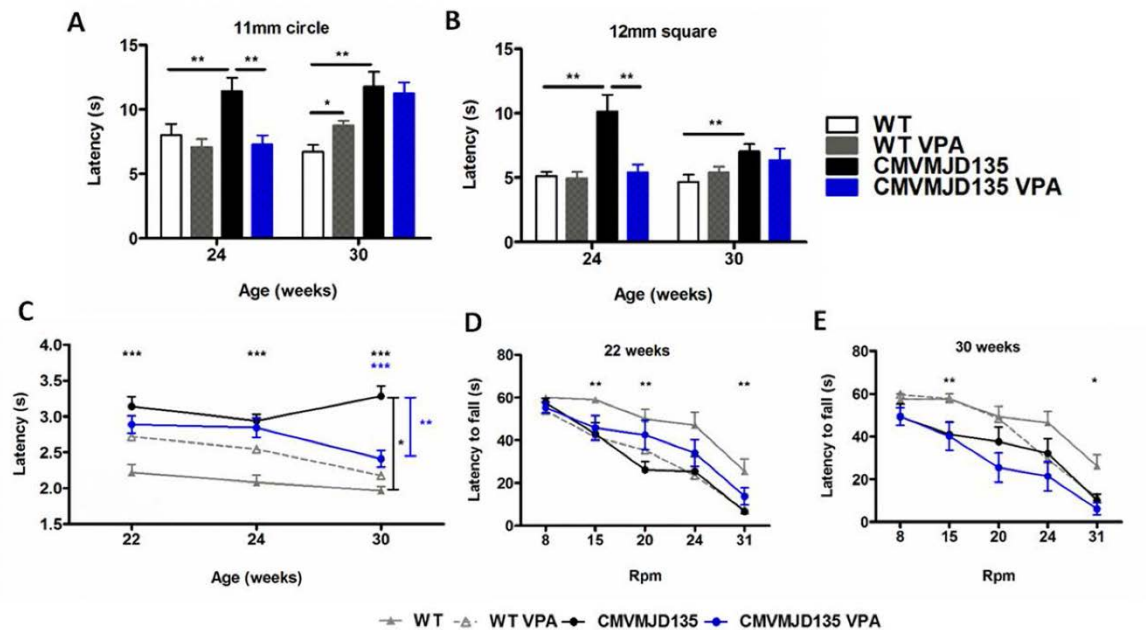 A
11mm circle
15
10
5
0
Latency (s)
**
**
**
*
24
30
Age (weeks)
B
12mm square
15
10
5
0
Latency (s)
**
**
**
24
30
Age (weeks)
WT
WT VPA
CMVMJD135
CMVMJD135 VPA
C
4.0
3.5
3.0
2.5
2.0
1.5
Latency (s)
***
***
***
***
*
**
22
24
30
Age (weeks)
D
22 weeks
80
60
40
20
0
Latency to fall (s)
**
**
**
8
15
20
24
31
Rpm
E
30 weeks
80
60
40
20
0
Latency to fall (s)
**
*
8
15
20
24
31
Rpm
WT
WT VPA
CMVMJD135
CMVMJD135 VPA